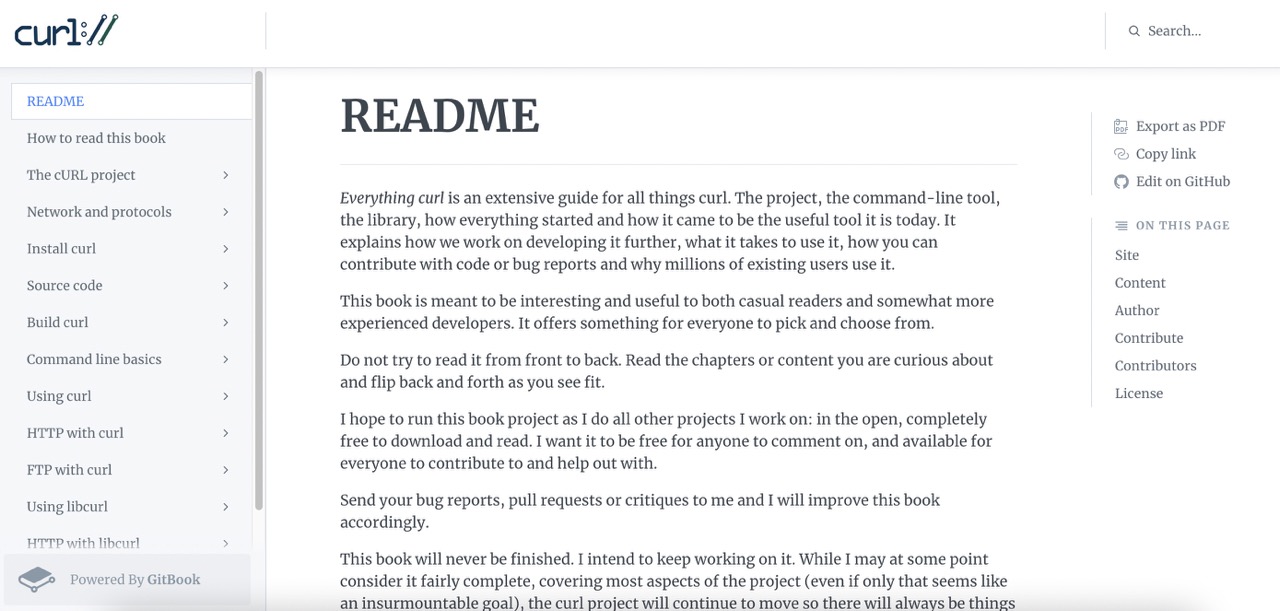 curl://
Search...
README
How to read this book
The cURL project
Network and protocols
Install curl
Source code
Build curl
Command line basics
Using curl
HTTP with curl
FTP with curl
Using libcurl
HTTP with libcurl
Powered By GitBook
README
Everything curl is an extensive guide for all things curl. The project, the command-line tool,
the library, how everything started and how it came to be the useful tool it is today. It
explains how we work on developing it further, what it takes to use it, how you can
contribute with code or bug reports and why millions of existing users use it.
This book is meant to be interesting and useful to both casual readers and somewhat more
experienced developers. It offers something for everyone to pick and choose from.
Do not try to read it from front to back. Read the chapters or content you are curious about
and flip back and forth as you see fit.
I hope to run this book project as I do all other projects I work on: in the open, completely
free to download and read. I want it to be free for anyone to comment on, and available for
everyone to contribute to and help out with.
Send your bug reports, pull requests or critiques to me and I will improve this book
accordingly.
This book will never be finished. I intend to keep working on it. While I may at some point
consider it fairly complete, covering most aspects of the project (even if only that seems like
an insurmountable goal), the curl project will continue to move so there will always be things
PDF
Export as PDF
Copy link
Edit on GitHub
ON THIS PAGE
Site
Content
Author
Contribute
Contributors
License